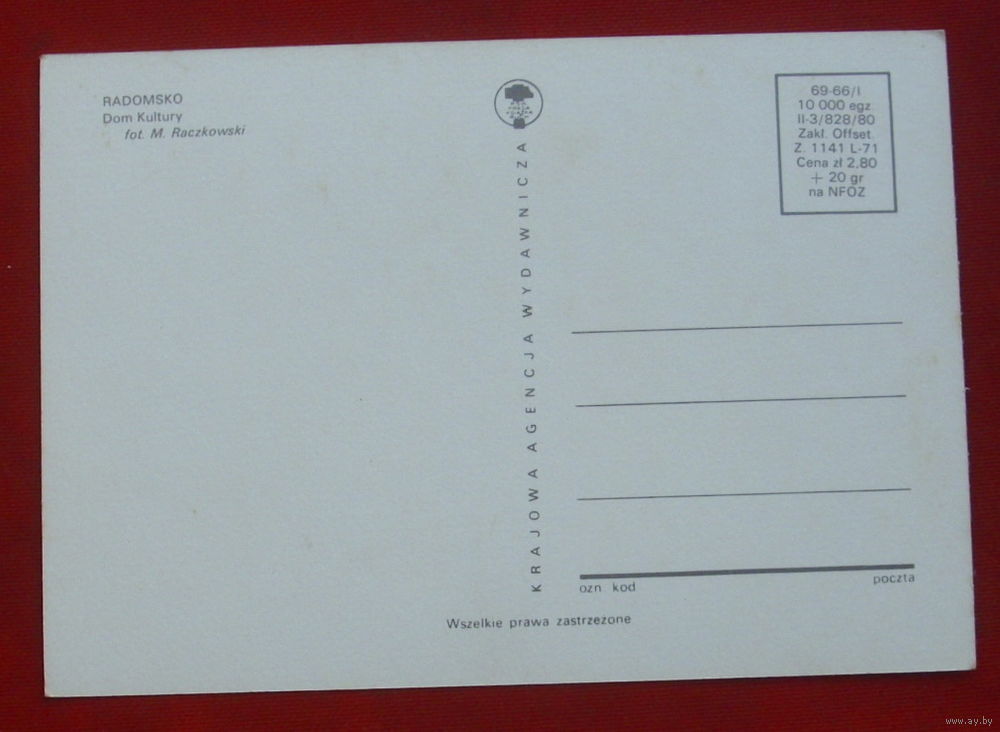 RADOMSKO
Dom Kultury
fot. M. Raczkowski
KRAJOWA AGENCJA WYDAWNICZA
69-66/I
10 000 egz.
II-3/828/80
Zakł. Offset.
Z. 1141 L-71
Cena zł 2,80
+ 20 gr
na NFOZ
ozn kod
poczta
Wszelkie prawa zastrzeżone
www.ay.by